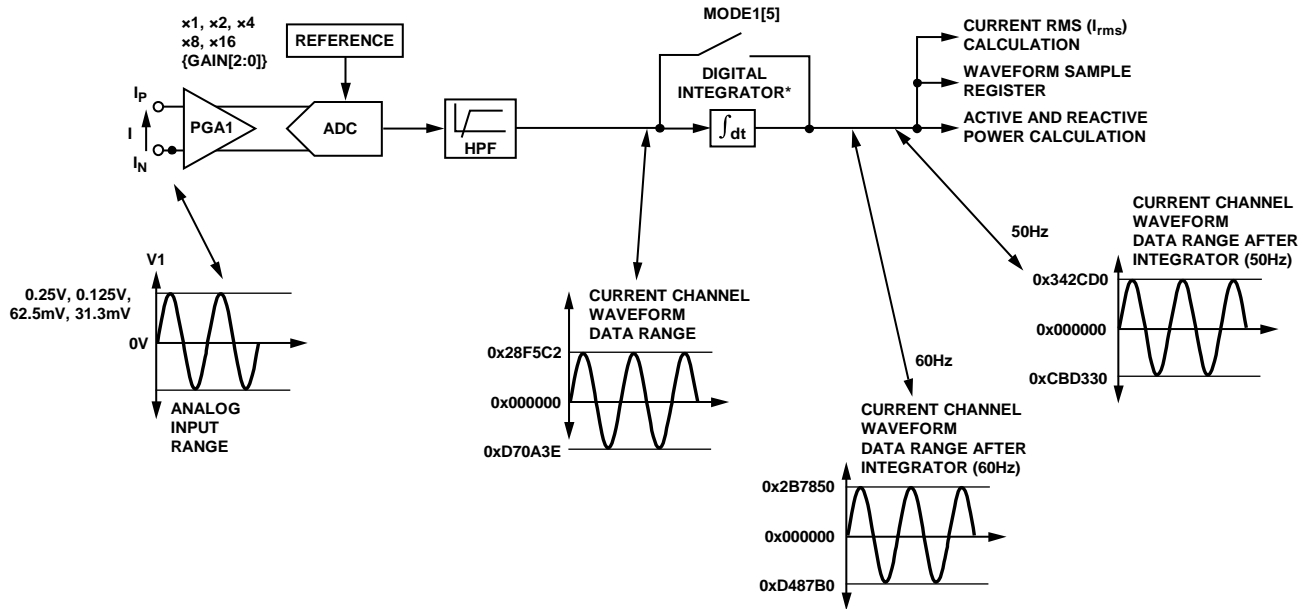 ×1, ×2, ×4
×8, ×16
{GAIN[2:0]}
REFERENCE
MODE1[5]
CURRENT RMS (Irms)
CALCULATION
DIGITAL
INTEGRATOR*
WAVEFORM SAMPLE
REGISTER
IP
I
IN
PGA1
ADC
HPF
∫dt
ACTIVE AND REACTIVE
POWER CALCULATION
50Hz
CURRENT CHANNEL
WAVEFORM
DATA RANGE AFTER
INTEGRATOR (50Hz)
0x342CD0
0x000000
0xCBD330
V1
0.25V, 0.125V,
62.5mV, 31.3mV
0V
ANALOG
INPUT
RANGE
CURRENT CHANNEL
WAVEFORM
DATA RANGE
0x28F5C2
0x000000
0xD70A3E
60Hz
CURRENT CHANNEL
WAVEFORM
DATA RANGE AFTER
INTEGRATOR (60Hz)
0x2B7850
0x000000
0xD487B0